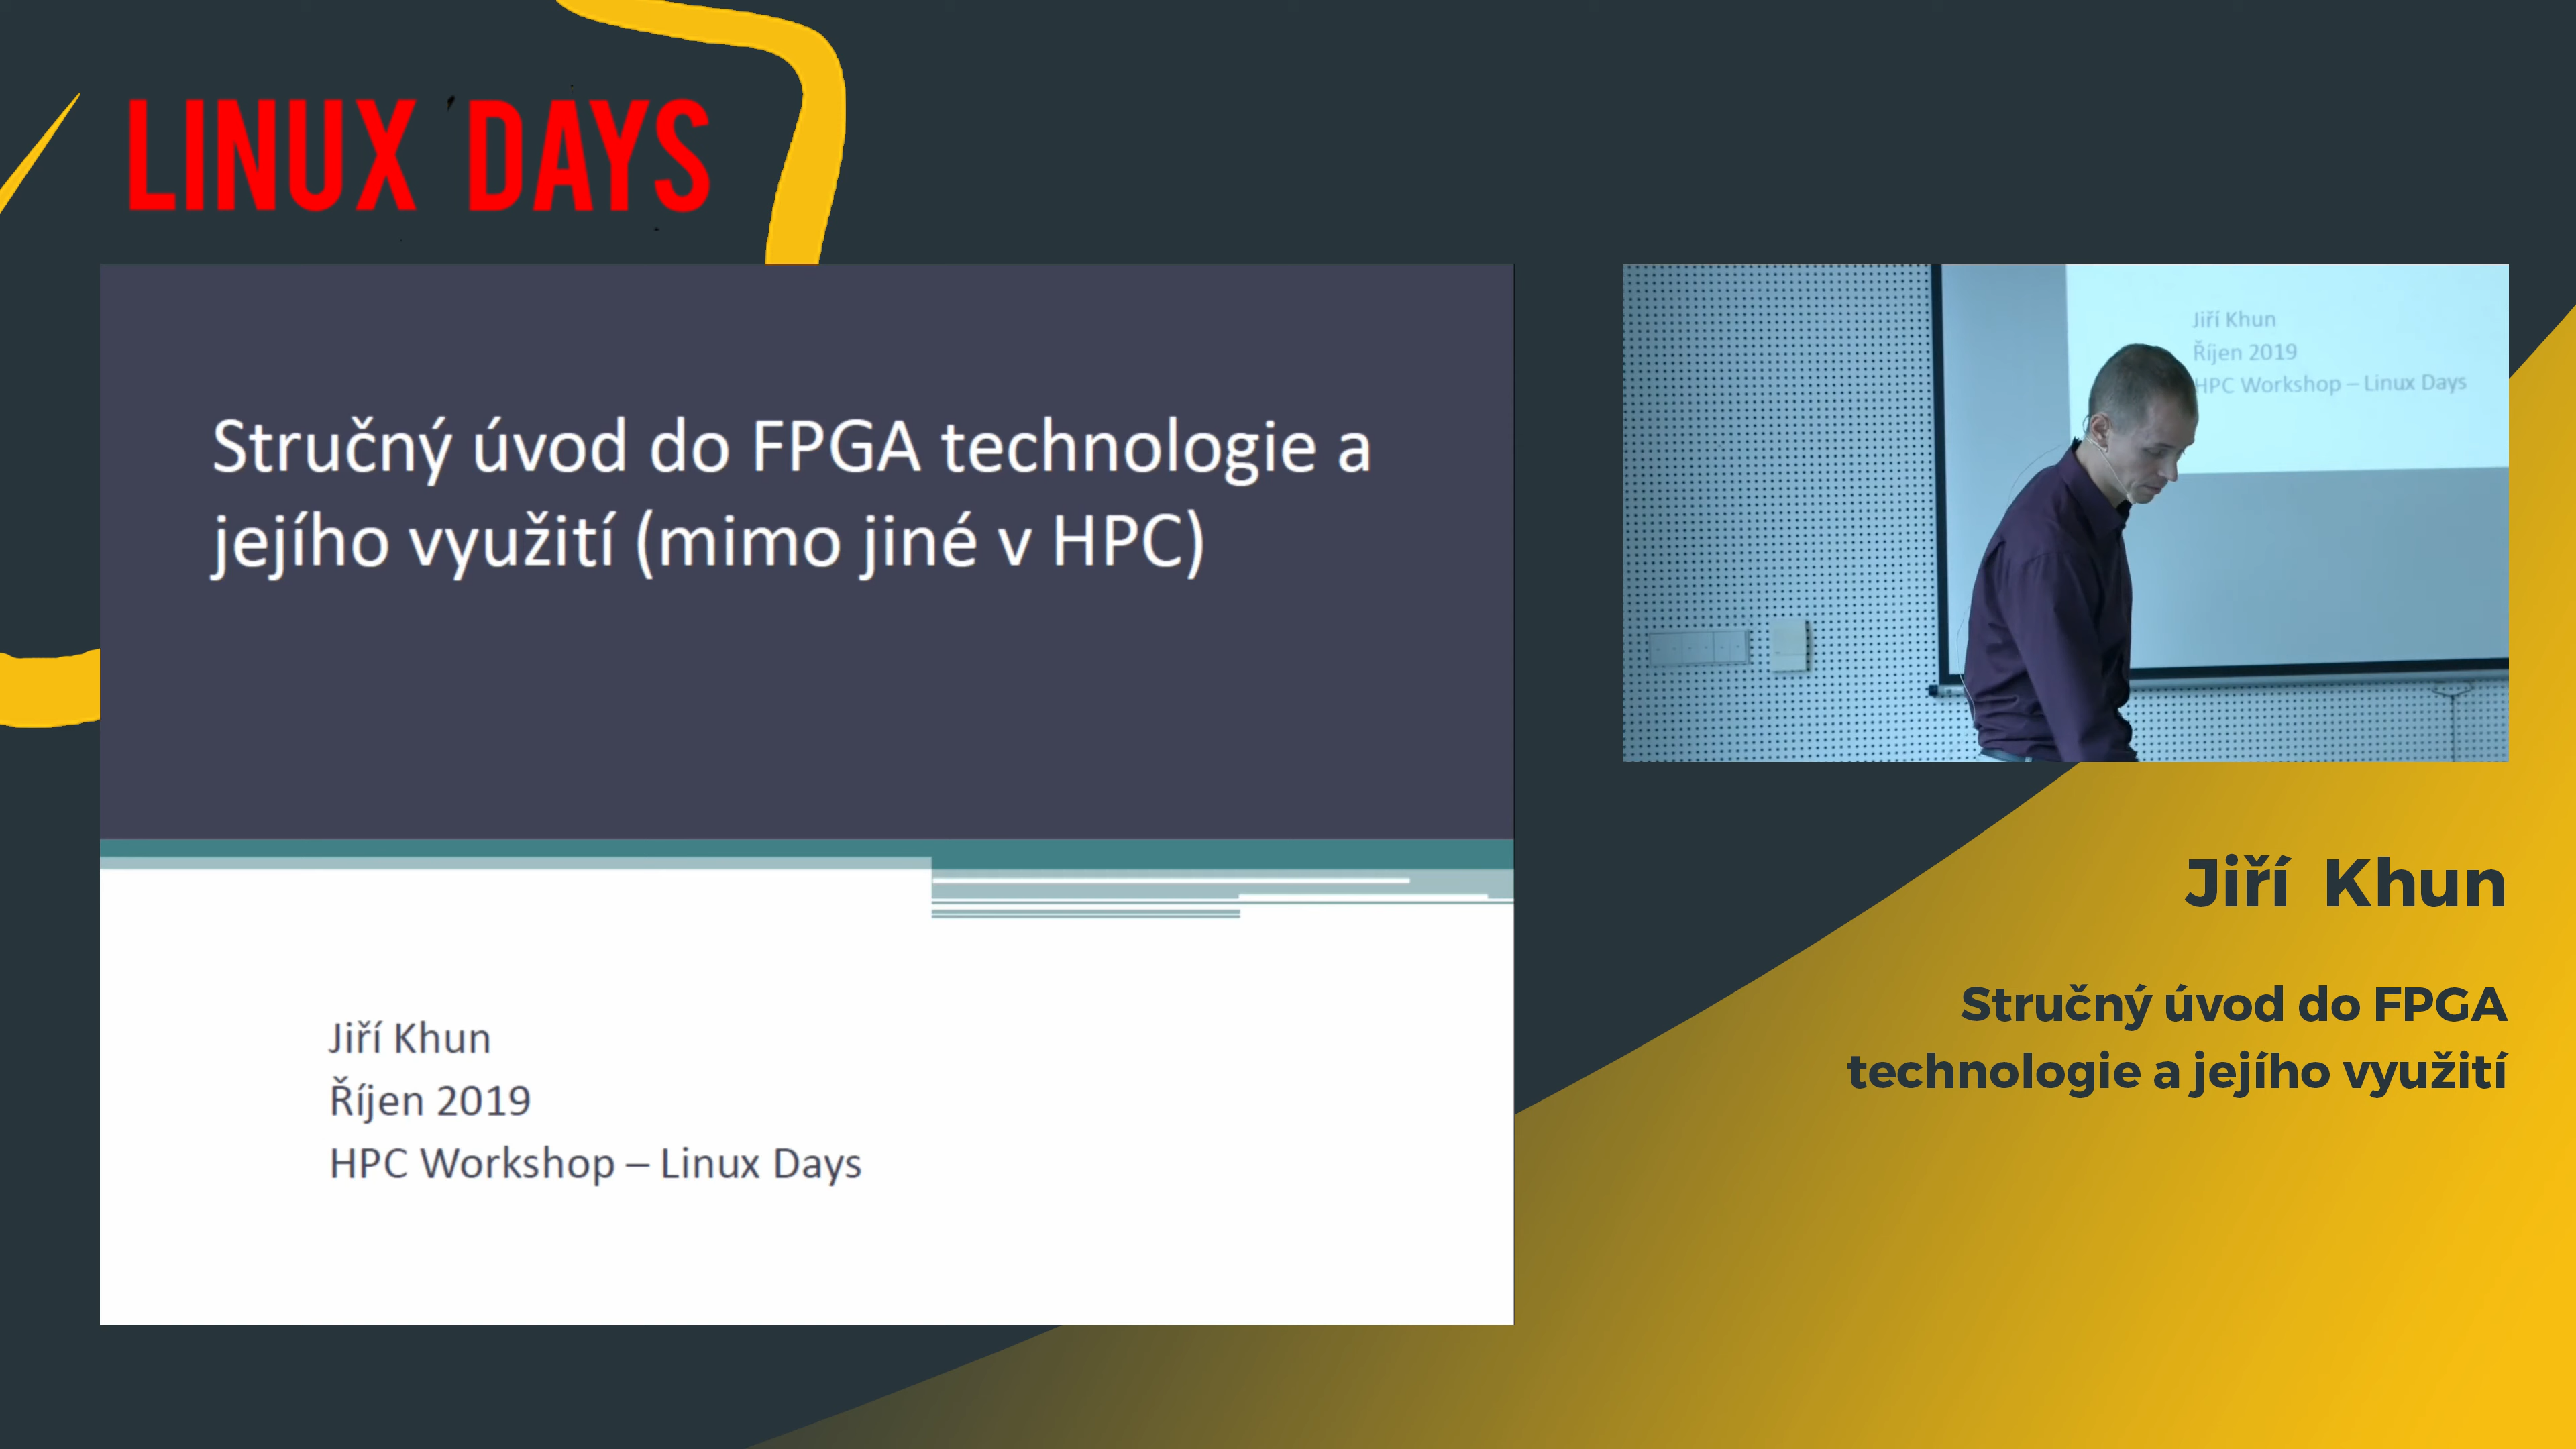 LINUX DAYS
Stručný úvod do FPGA technologie a
jejího využití (mimo jiné v HPC)
Jiří Khun
Říjen 2019
HPC Workshop – Linux Days
Jiří Khun
Říjen 2019
HPC Workshop – Linux Days
Jiří Khun
Stručný úvod do FPGA
technologie a jejího využití